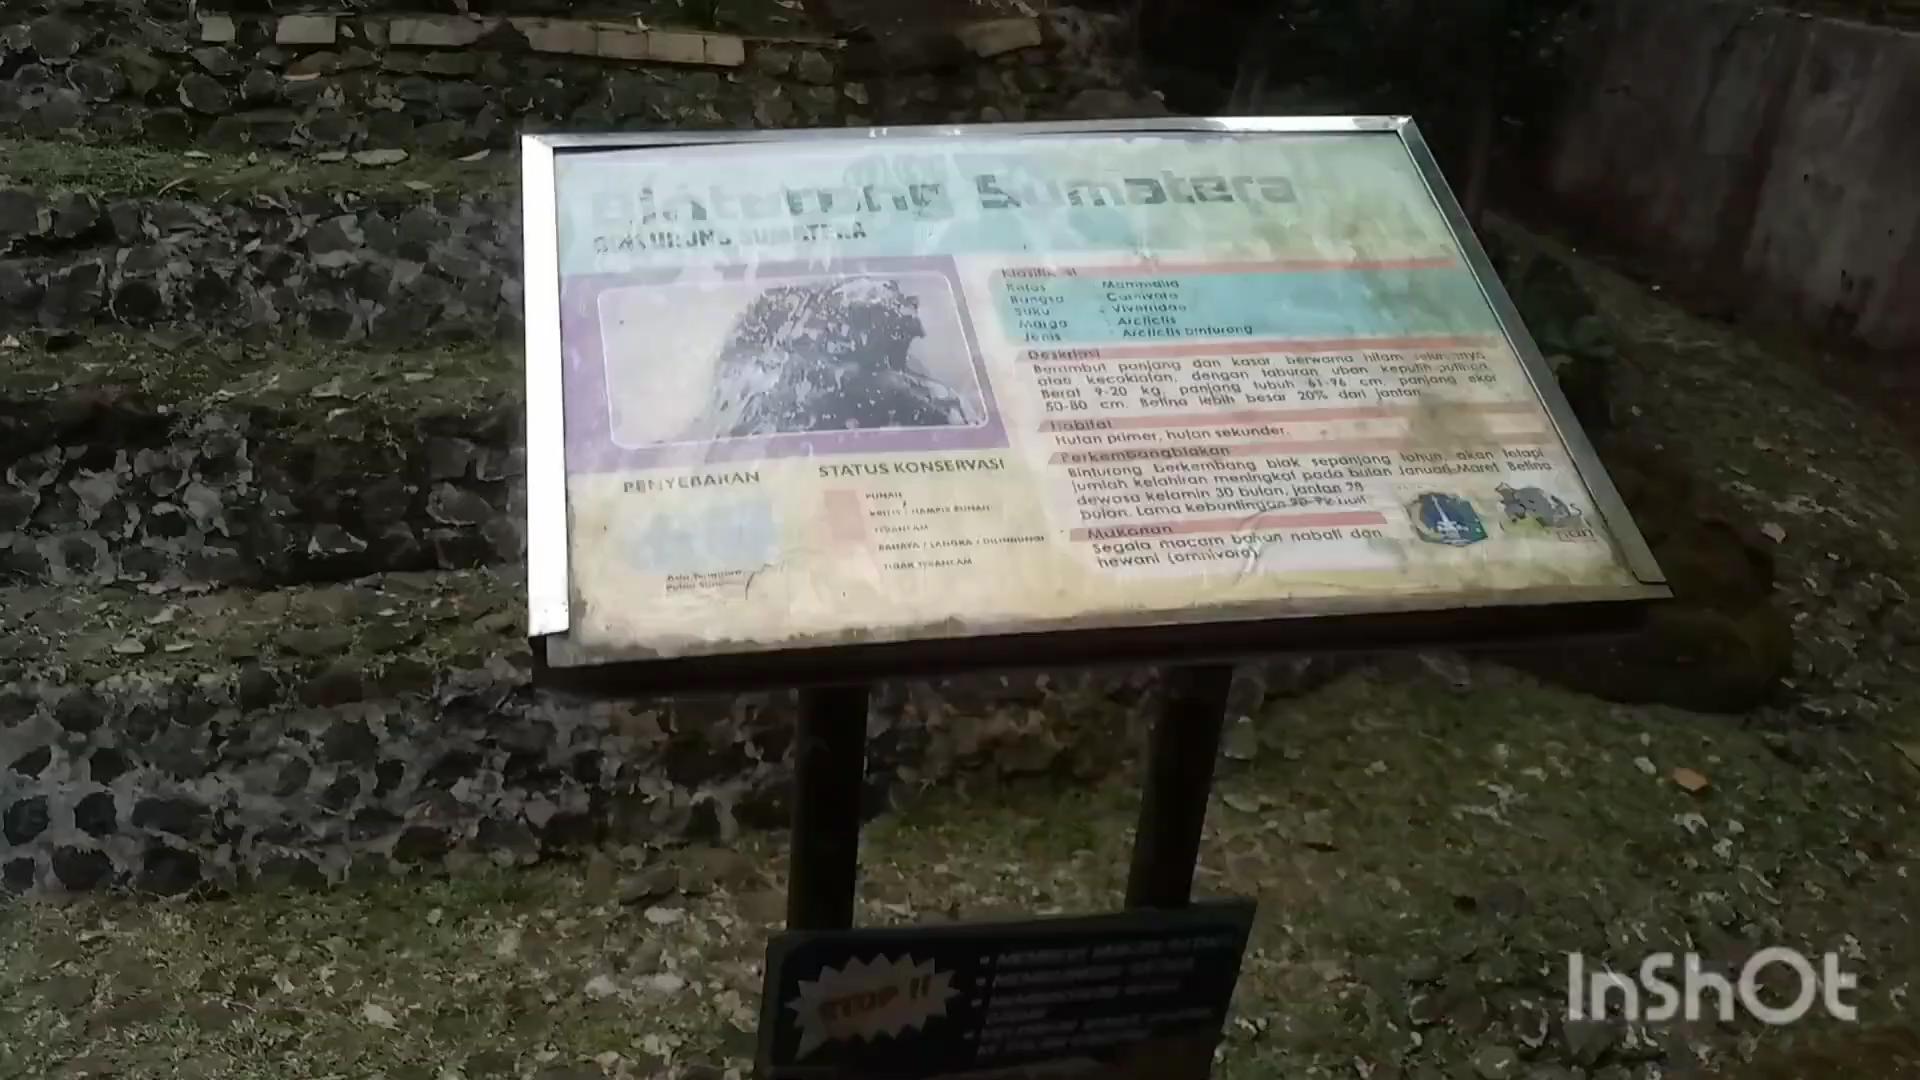 Binturong Sumatera
BINTURUNG SUMATERA
PENYEBARAN
STATUS KONSERVASI
PUNAH
KRITIS / HAMPIR PUNAH
TERANCAM
BAHAYA / LANGKA / DILINDUNGI
TIDAK TERANCAM
Klasifikasi
Kelas : Mammalia
Bangsa : Carnivora
Suku : Viverridae
Marga : Arctictis
Jenis : Arctictis binturong
Deskripsi
Berambut panjang dan kasar berwarna hitam seluruhnya
atau kecoklatan, dengan taburan uban keputih-putihan.
Berat 9-20 kg, panjang tubuh 61-96 cm, panjang ekor
50-80 cm. Betina lebih besar 20% dari jantan
Habitat
Hutan primer, hutan sekunder.
Perkembangbiakan
Binturong berkembang biak sepanjang tahun, akan tetapi
jumlah kelahiran meningkat pada bulan Januari-Maret Betina
dewasa kelamin 30 bulan, jantan 28
bulan. Lama kebuntingan 90-92 hari
Makanan
Segala macam bahan nabati dan
hewani (omnivora).
STOP !!
InShOt